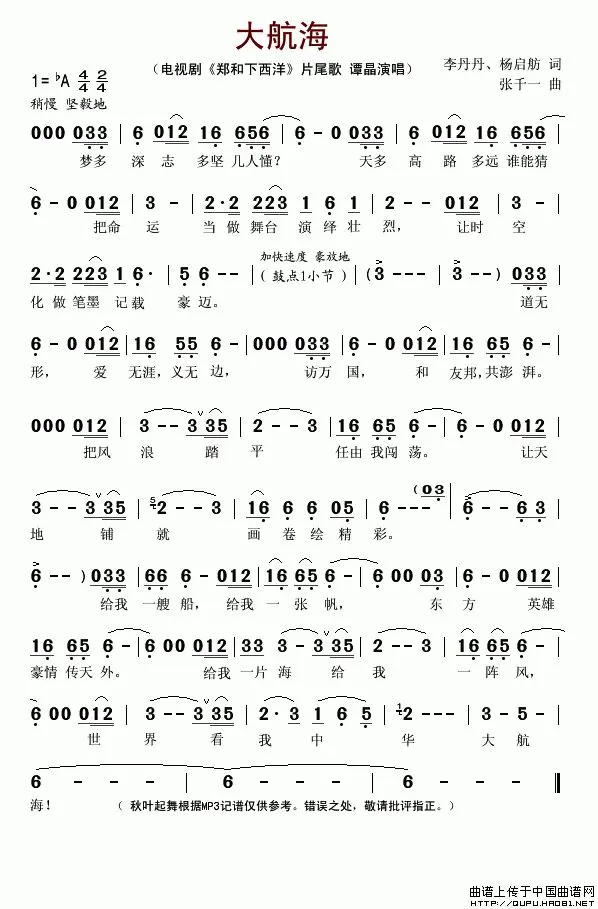 大航海
1=♭A 4/4 2/4 （电视剧《郑和下西洋》片尾歌 谭晶演唱） 李丹丹、杨启舫 词
稍慢 坚毅地 张千一 曲
000 033 | 6 012 16 656 | 6 - 0 033 | 6 012 16 656 |
梦多 深 志 多坚 几人懂？ 天多 高 路 多远 谁能猜
6 - 0 012 | 3 - | 2·2 223 1 6 1 | 2 - - 112 | 3 - |
把命 运 当 做 舞台 演 绎 壮 烈， 让时 空
加快速度 豪放地
2·2 223 1 6· | 5 6 - - | （鼓点1小节） | (3 - - | 3 - -) 033 |
化 做 笔墨 记 载 豪 迈。 道无
6 - 0 012 | 16 55 6 - | 000 033 | 6 - 0 012 | 16 65 6 - |
形， 爱 无涯，义无 边， 访万 国， 和 友邦，共澎 湃。
000 012 | 3 - - 3 35 | 2 - - 3 | 16 65 6 - | 6 - 0 012 |
把风 浪 踏 平 任由 我闯 荡。 让天
3 - - 3 35 | 5 2 - - 3 | 2 6 6 05 | 6 - - - (03 | 6 - - 6 3 |
地 铺 就 画 卷 绘 精 彩。
6 - - ) 033 | 66 6 - 012 | 16 65 6 - | 6 00 03 | 6 - 0 012 |
给我 一艘 船， 给我 一 张 帆， 东 方 英雄
16 65 6 - | 6 00 012 | 33 3 - 23 | 2 - - 3 | 16 65 6 - |
豪情 传天 外。 给我 一片 海 给 我 一 阵 风，
6 00 012 | 3 - - 3 35 | 2· 3 1 6 5 | 1 2 - - | 3 - 5 - |
世 界 看 我 中 华 大 航
6 - - - | 6 - - - | 6 - - - | 6 - - - ‖
海！ （ 秋叶起舞根据MP3记谱仅供参考。错误之处，敬请批评指正。）
曲谱上传于中国曲谱网
HTTP://QUPU.HAO81.NET